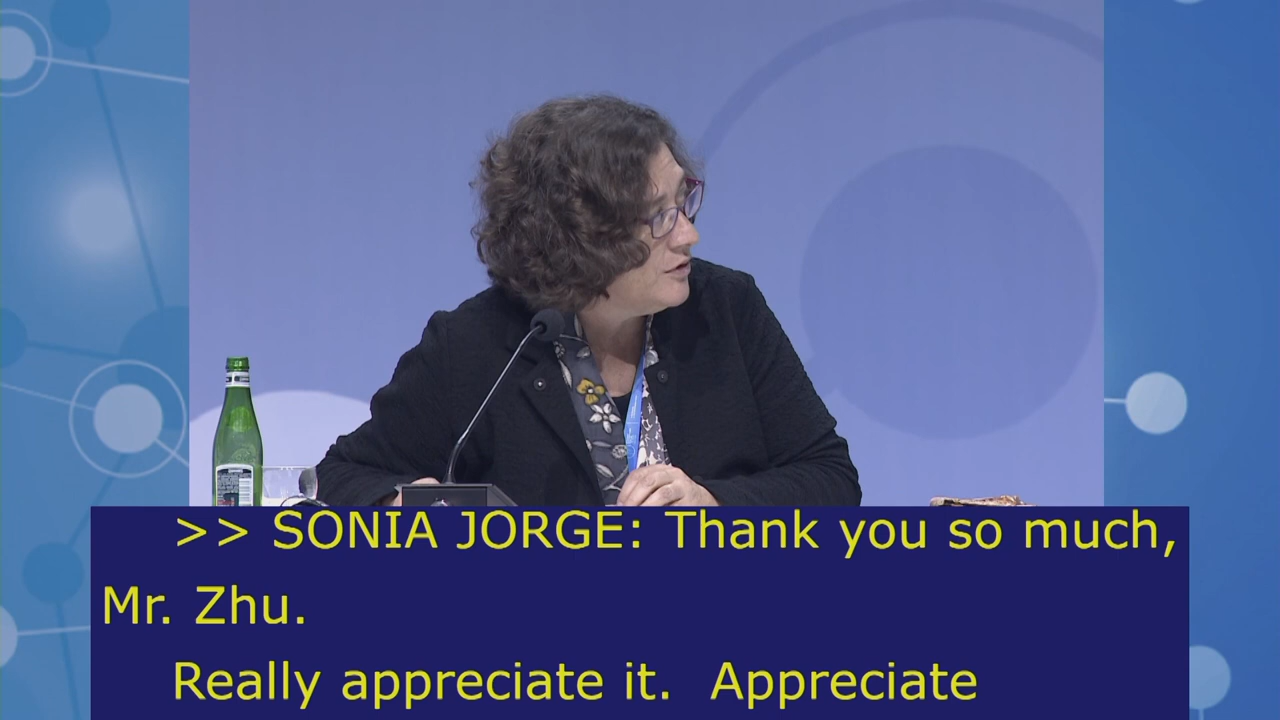 >> SONIA JORGE: Thank you so much,
Mr. Zhu.
Really appreciate it. Appreciate